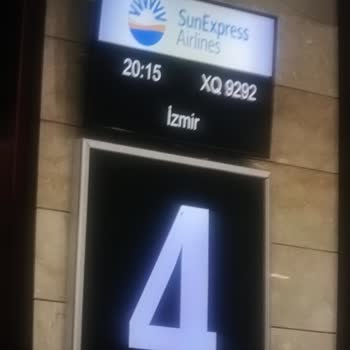 SunExpress
Airlines
20:15 XQ 9292
İzmir
4